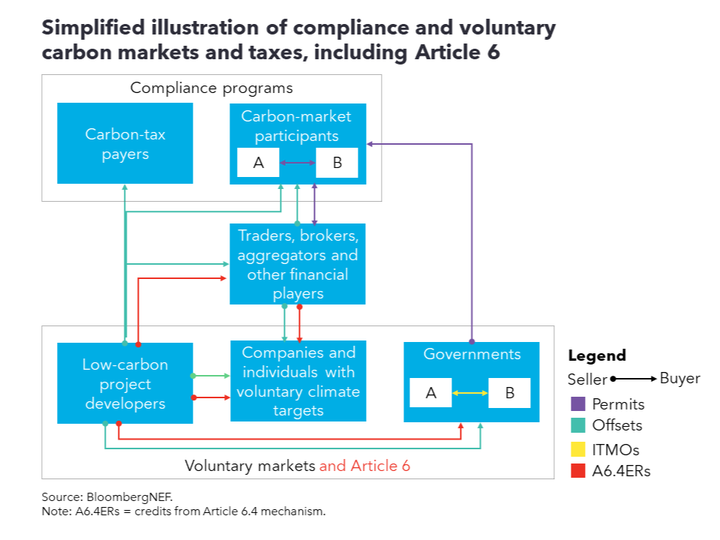 Simplified illustration of compliance and voluntary
carbon markets and taxes, including Article 6
Compliance programs
Carbon-tax
payers
Carbon-market
participants
A
B
Traders, brokers,
aggregators and
other financial
players
Low-carbon
project
developers
Companies and
individuals with
voluntary climate
targets
Governments
A
B
Voluntary markets and Article 6
Legend
Seller Buyer
Permits
Offsets
ITMOs
A6.4ERs
Source: BloombergNEF.
Note: A6.4ERs = credits from Article 6.4 mechanism.